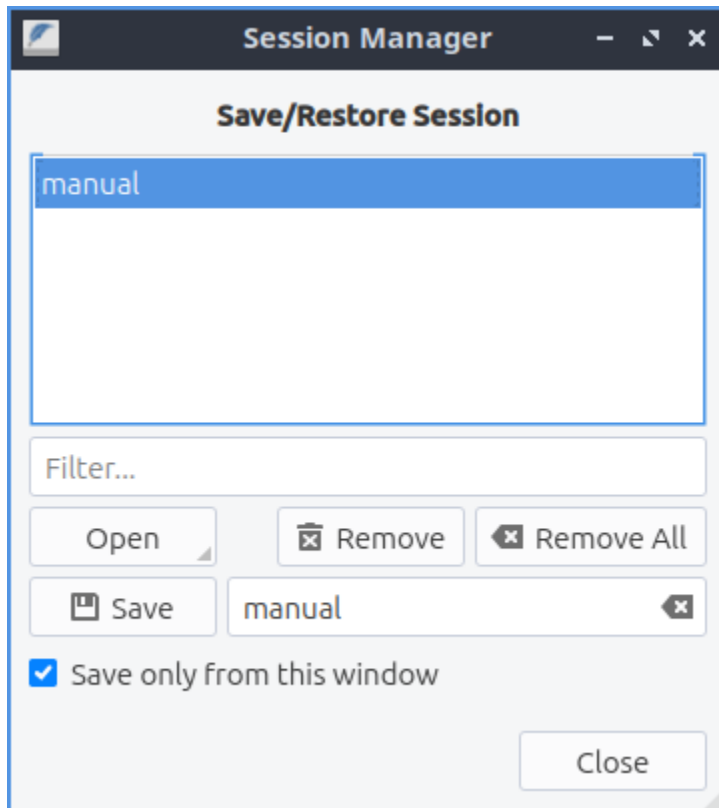 Session Manager
Save/Restore Session
manual
Filter...
Open
Remove
Remove All
Save
manual
Save only from this window
Close